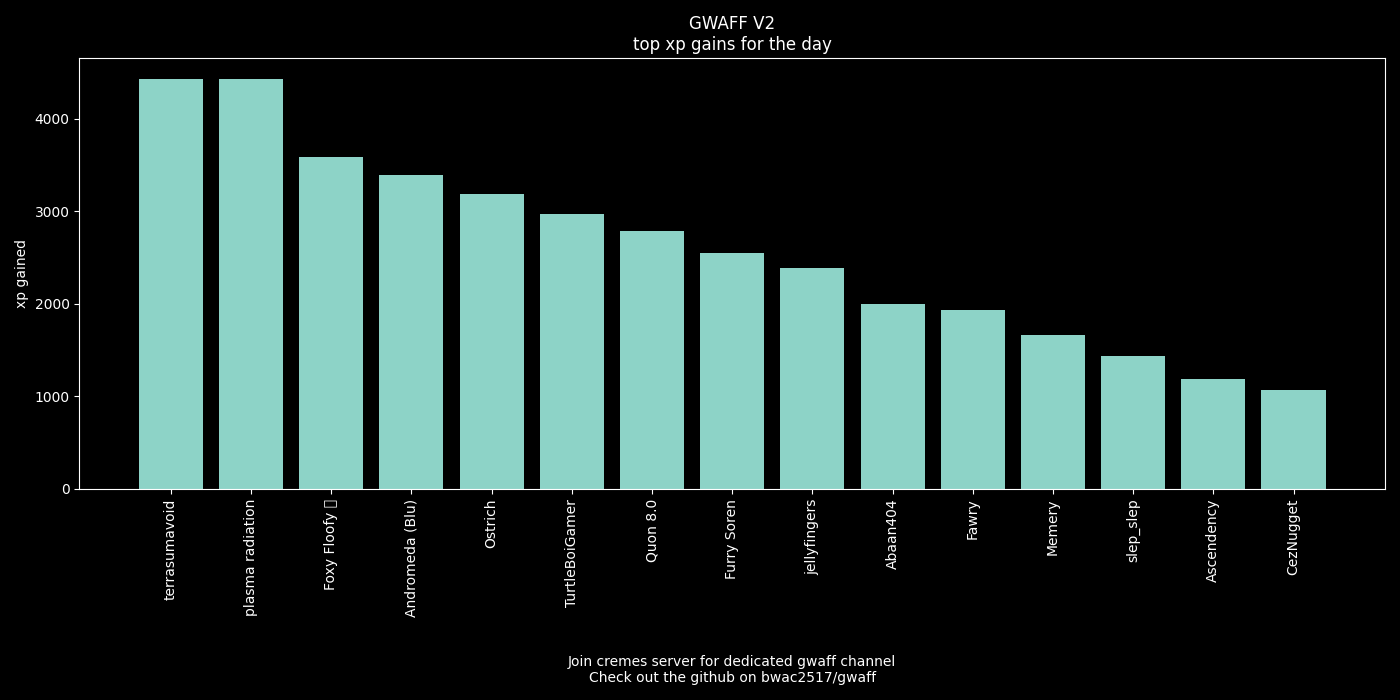 GWAFF V2
top xp gains for the day
xp gained
4000
3000
2000
1000
0
terrasumavoid
plasma radiation
Foxy Floofy
Andromeda (Blu)
Ostrich
TurtleBoiGamer
Quon 8.0
Furry Soren
jellyfingers
Abaan404
Fawry
Memery
slep_slep
Ascendency
CezNugget
Join cremes server for dedicated gwaff channel
Check out the github on bwac2517/gwaff